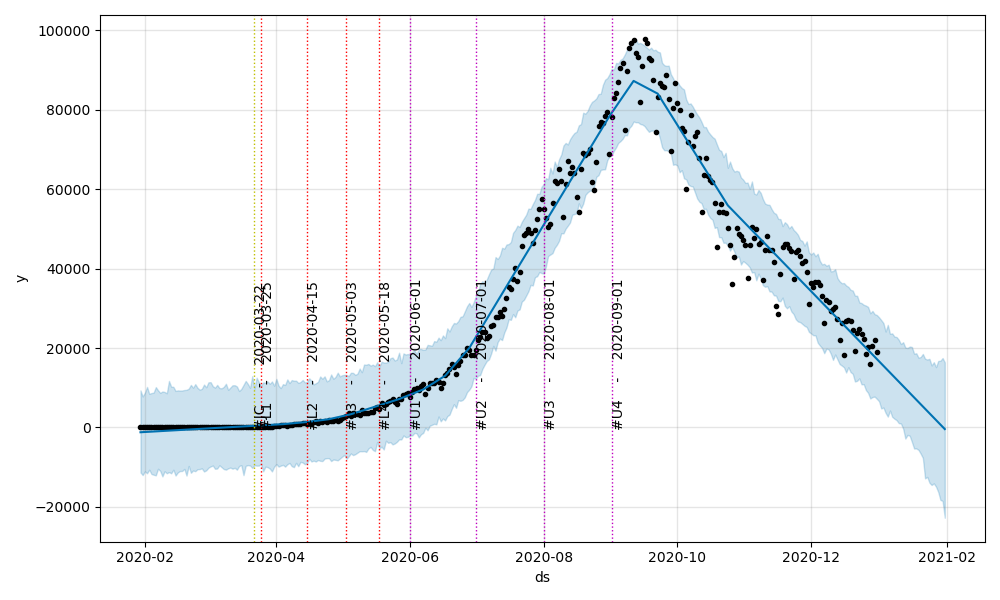 100000
80000
60000
40000
20000
0
−20000
y
#JC - 2020-03-22
#L1 - 2020-03-25
#L2 - 2020-04-15
#L3 - 2020-05-03
#L4 - 2020-05-18
#U1 - 2020-06-01
#U2 - 2020-07-01
#U3 - 2020-08-01
#U4 - 2020-09-01
2020-02
2020-04
2020-06
2020-08
2020-10
2020-12
2021-02
ds